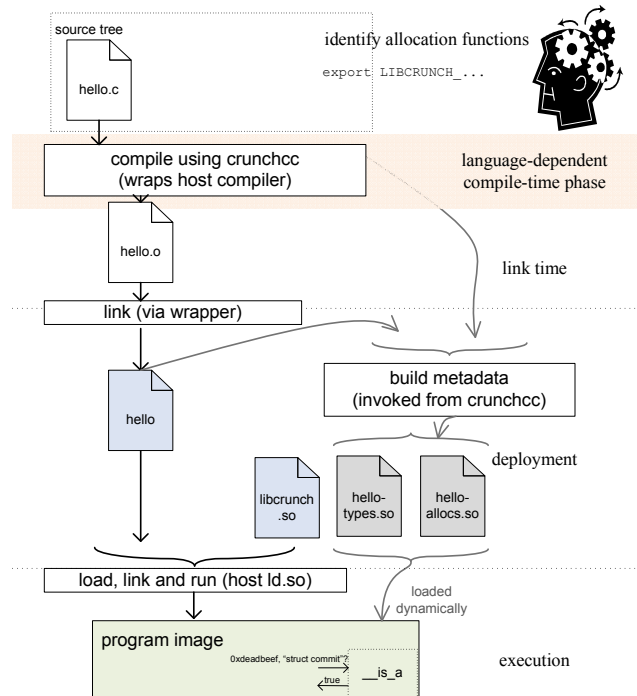 source tree
identify allocation functions
hello.c
export LIBCRUNCH_...
compile using crunchcc
(wraps host compiler)
language-dependent
compile-time phase
hello.o
link time
link (via wrapper)
build metadata
(invoked from crunchcc)
hello
deployment
libcrunch
.so
hello-
types.so
hello-
allocs.so
load, link and run (host ld.so)
loaded
dynamically
program image
0xdeadbeef, “struct commit”?
__is_a
true
execution